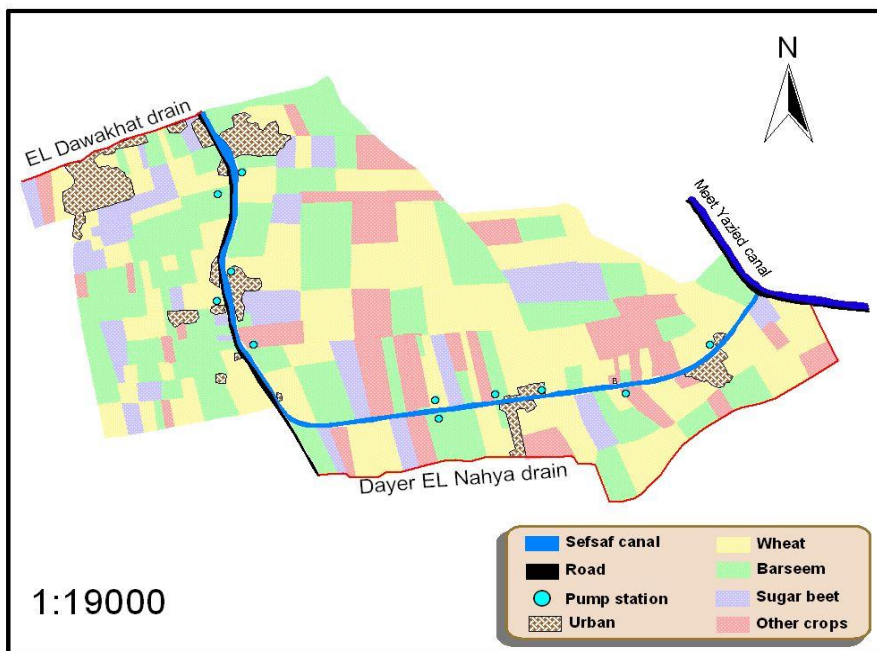 N
EL Dawakhat drain
Meet Yazied canal
Dayer EL Nahya drain
1:19000
Sefsaf canal
Road
Pump station
Urban
Wheat
Barseem
Sugar beet
Other crops